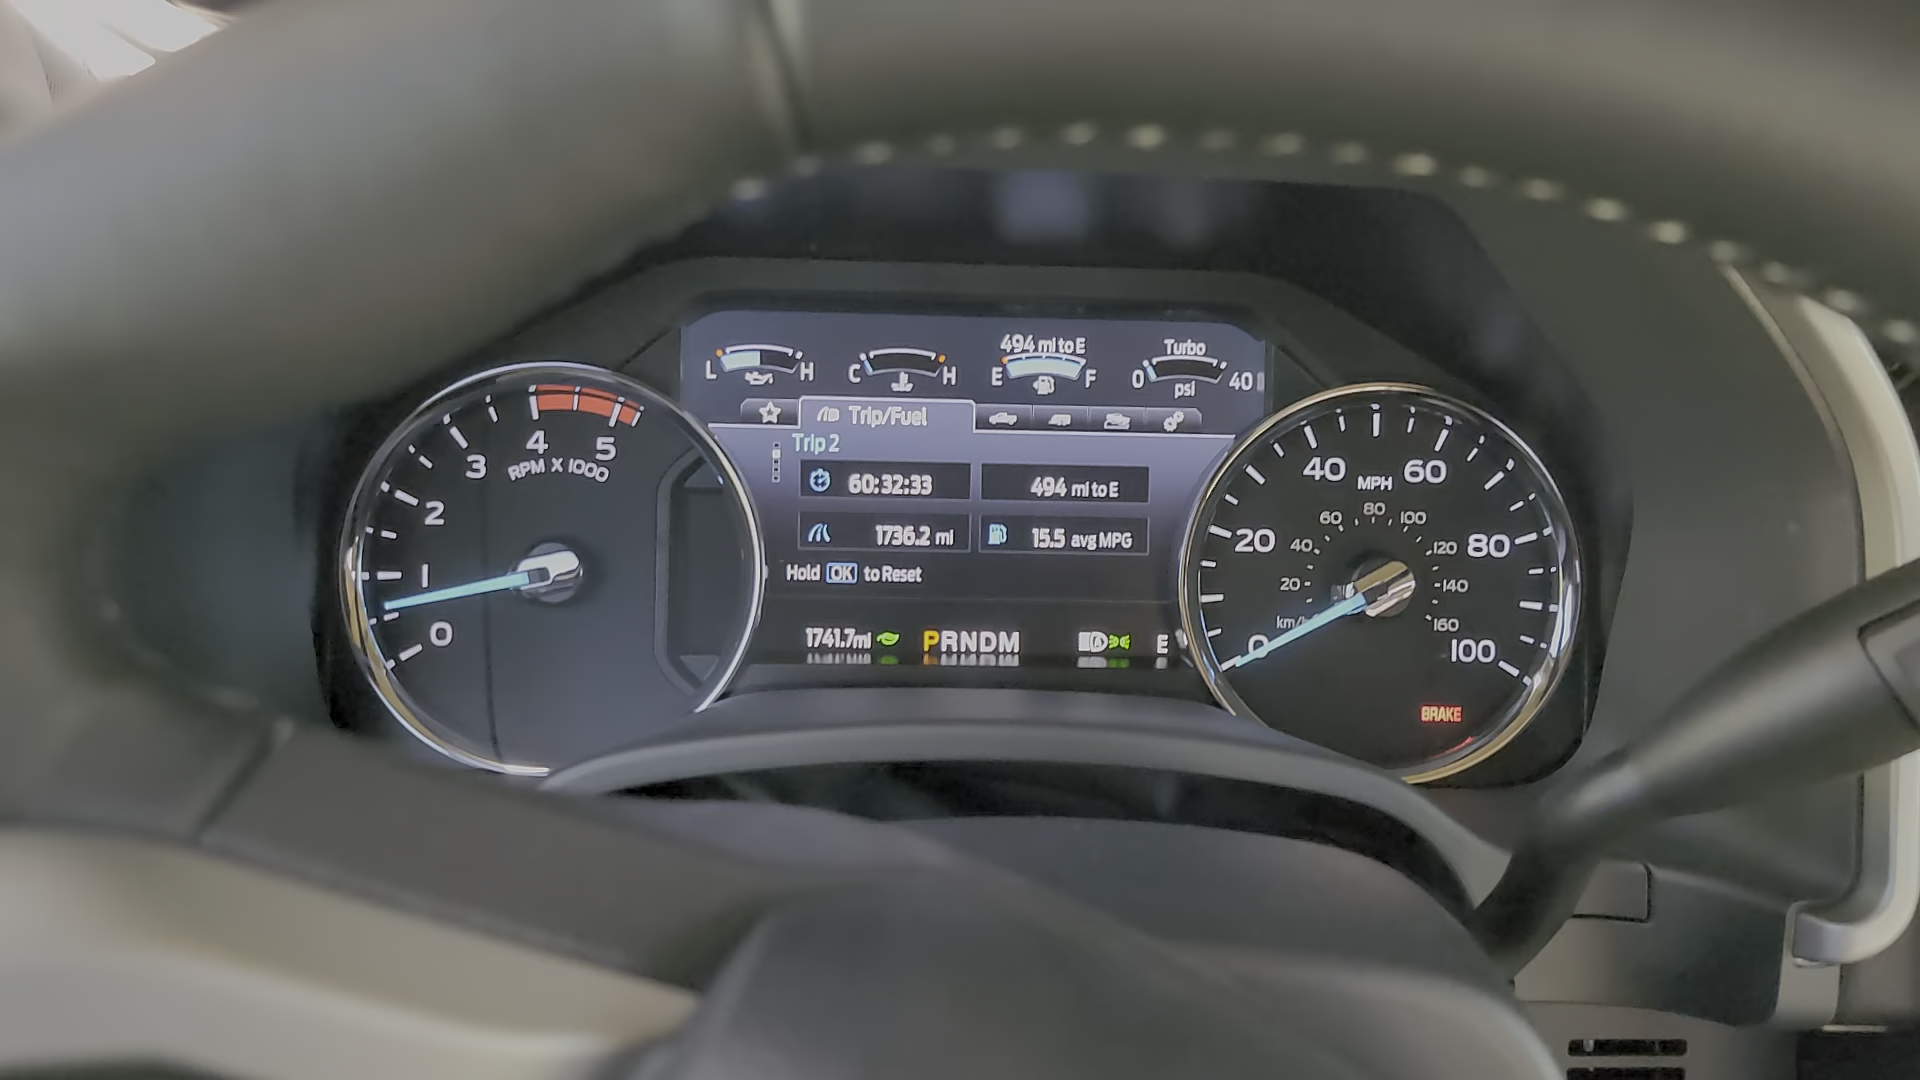 494 mi to E
Turbo
L H
C H
E F
0 psi 40
Trip/Fuel
Trip 2
60:32:33
494 mi to E
1736.2 mi
15.5 avg MPG
Hold OK to Reset
1741.7mi
PRNDM
E
0 1 2 3 4 5
RPM X 1000
0 20 40 60 80 100
MPH
20 40 60 80 100 120 140 160
km/h
BRAKE